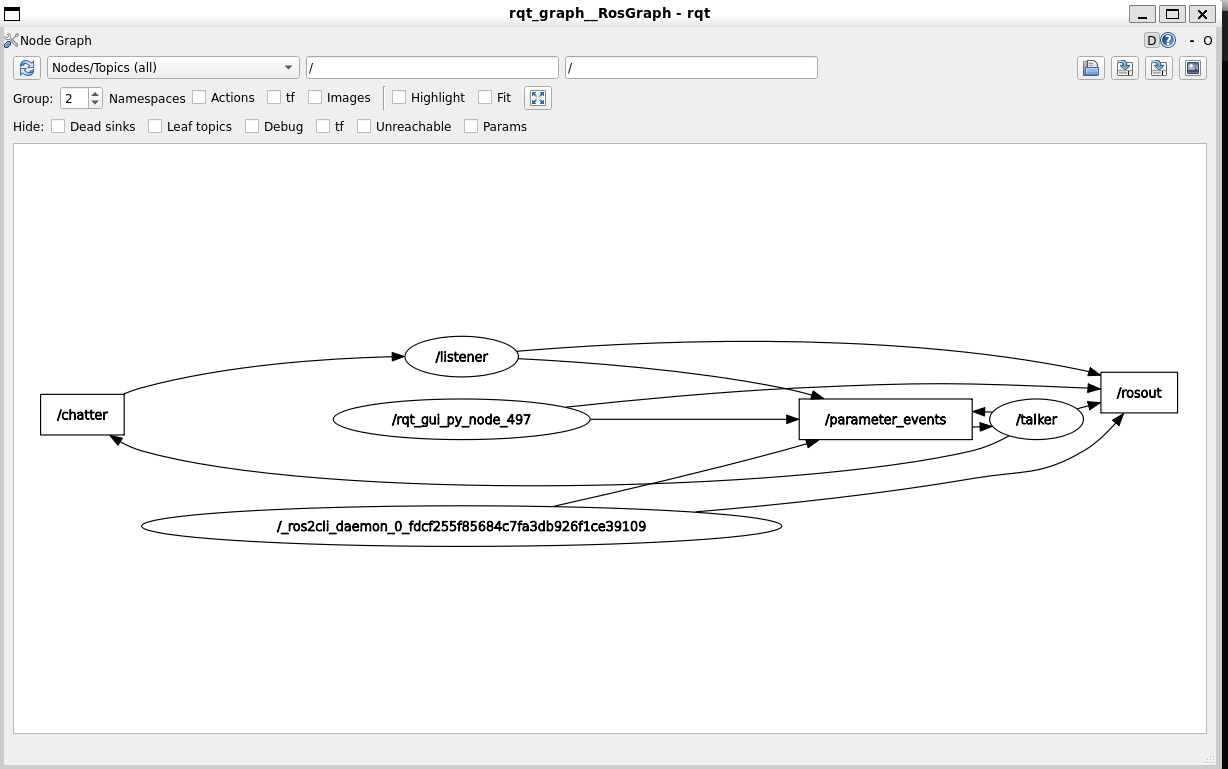 rqt_graph__RosGraph - rqt
Node Graph
D ? - O
Nodes/Topics (all) / /
Group: 2 Namespaces Actions tf Images Highlight Fit
Hide: Dead sinks Leaf topics Debug tf Unreachable Params
/listener
/rosout
/chatter
/rqt_gui_py_node_497
/parameter_events
/talker
/_ros2cli_daemon_0_fdcf255f85684c7fa3db926f1ce39109